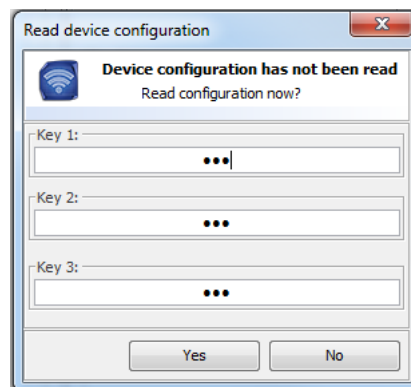 Read device configuration
Device configuration has not been read
Read configuration now?
Key 1:
•••
Key 2:
•••
Key 3:
•••
Yes No